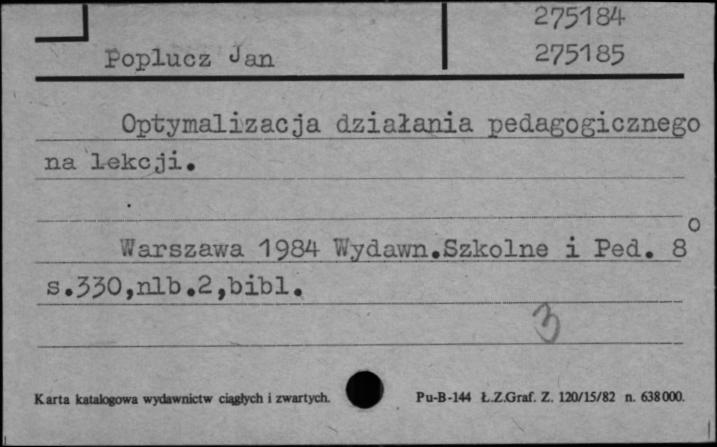 275184
Poplucz Jan 275185
Optymalizacja działania pedagogicznego
na lekcji.
Warszawa 1984 Wydawn.Szkolne i Ped. 8°
s.330,nlb.2,bibl.
3
Karta katalogowa wydawnictw ciągłych i zwartych. Pu-B-144 Ł.Z.Graf. Z. 120/15/82 n. 638000.